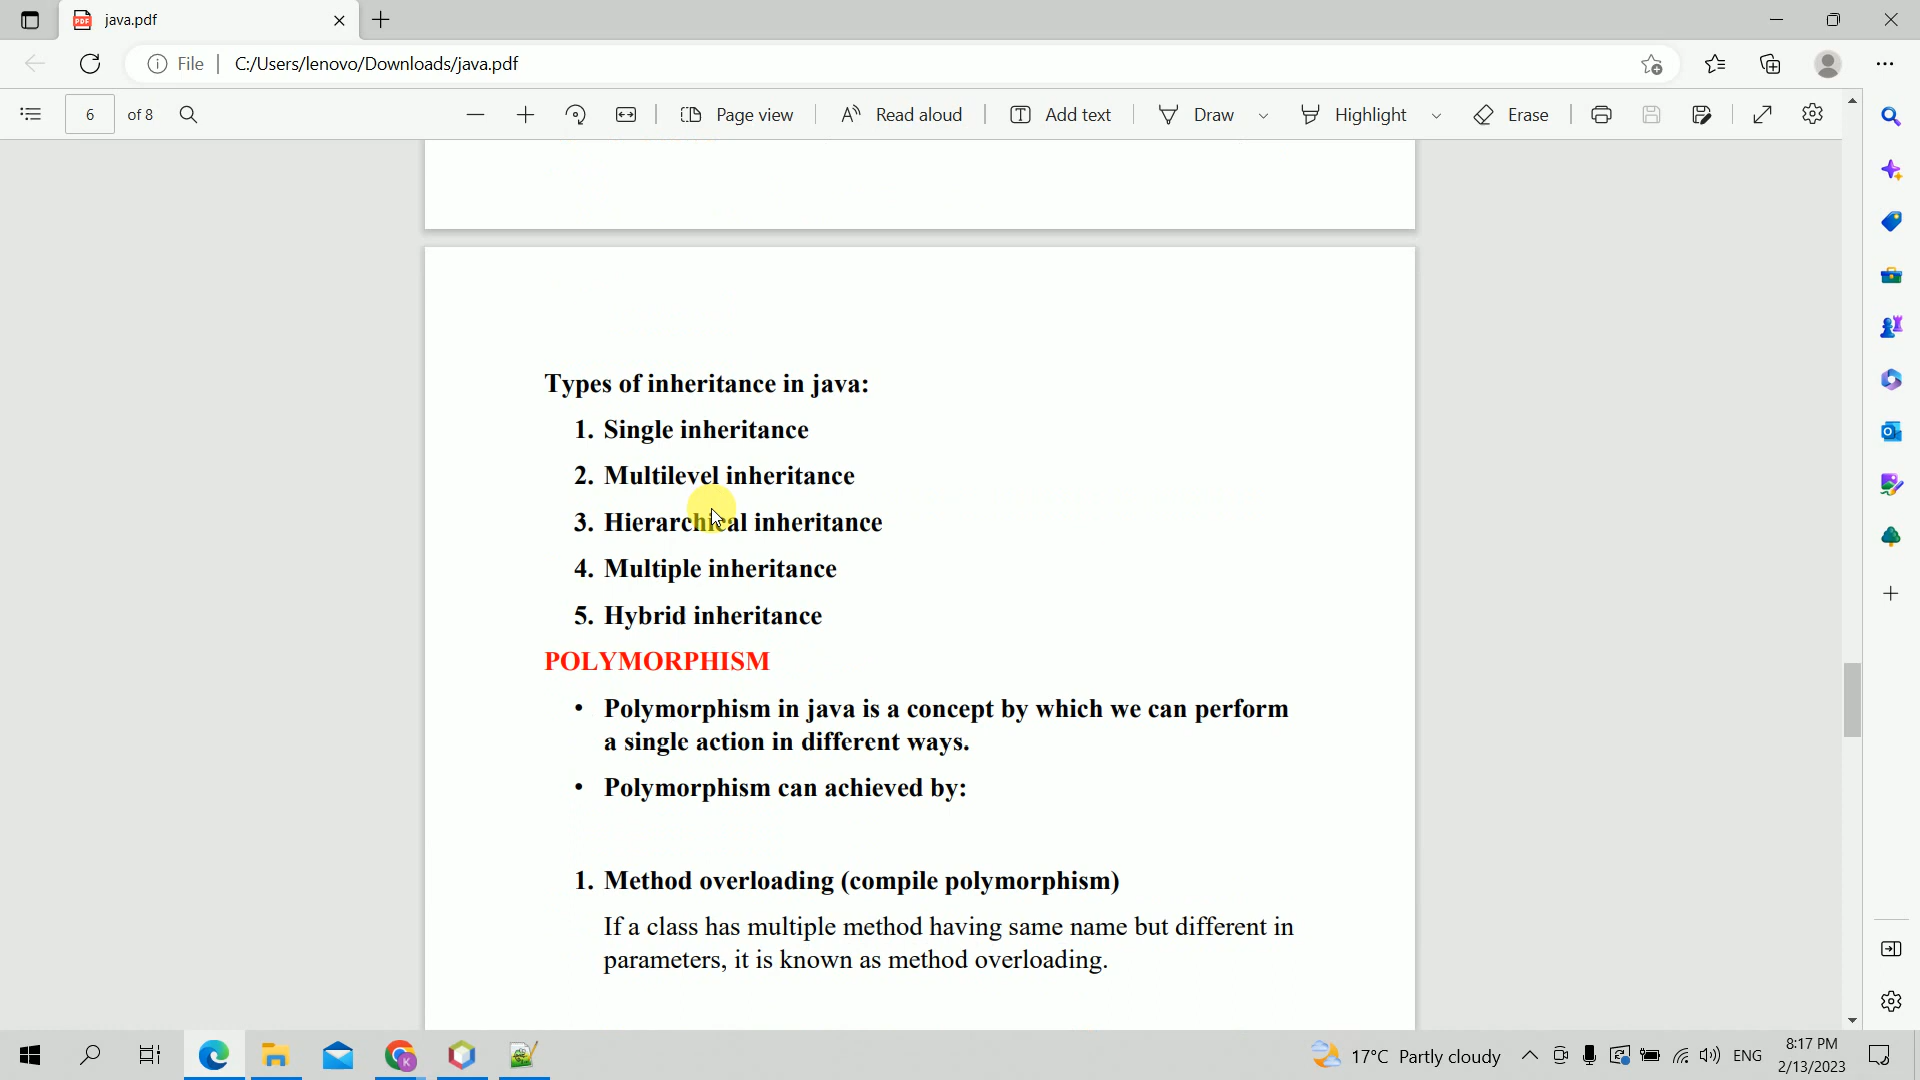 java.pdf
File C:/Users/lenovo/Downloads/java.pdf
6 of 8 Page view Read aloud Add text Draw Highlight Erase
Types of inheritance in java:
1. Single inheritance
2. Multilevel inheritance
3. Hierarchical inheritance
4. Multiple inheritance
5. Hybrid inheritance
POLYMORPHISM
• Polymorphism in java is a concept by which we can perform
a single action in different ways.
• Polymorphism can achieved by:
1. Method overloading (compile polymorphism)
If a class has multiple method having same name but different in
parameters, it is known as method overloading.
17°C Partly cloudy ENG
8:17 PM
2/13/2023